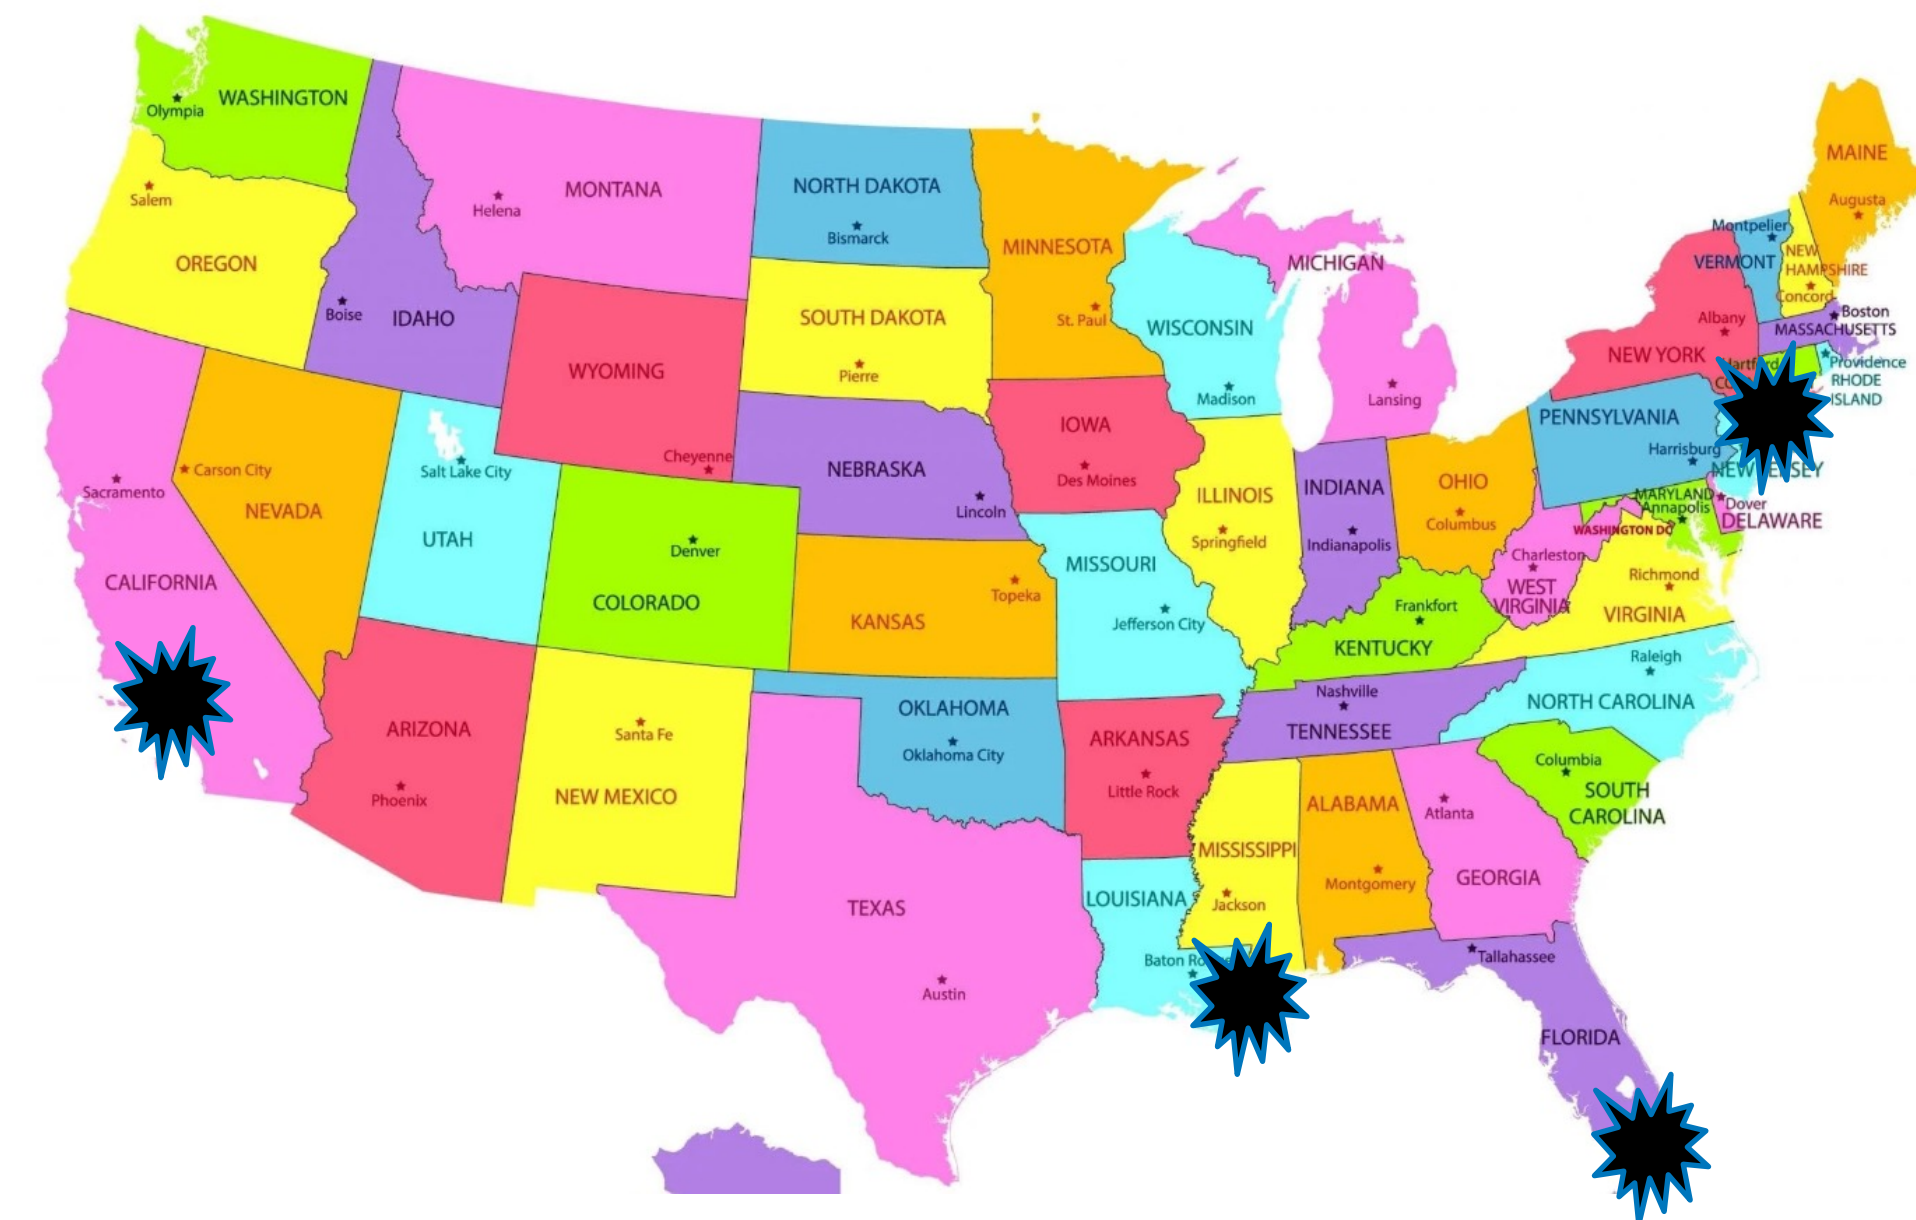 WASHINGTON
Olympia
MONTANA
Helena
NORTH DAKOTA
Bismarck
MINNESOTA
St. Paul
MAINE
Augusta
Salem
OREGON
Boise
IDAHO
WYOMING
Cheyenne
SOUTH DAKOTA
Pierre
WISCONSIN
Madison
MICHIGAN
Lansing
Montpelier
VERMONT
NEW
HAMPSHIRE
Concord
Albany
NEW YORK
Boston
MASSACHUSETTS
Hartford
Providence
RHODE
ISLAND
Sacramento
CALIFORNIA
Carson City
NEVADA
Salt Lake City
UTAH
Denver
COLORADO
NEBRASKA
Lincoln
IOWA
Des Moines
ILLINOIS
Springfield
INDIANA
Indianapolis
OHIO
Columbus
PENNSYLVANIA
Harrisburg
MARYLAND
Annapolis
Dover
DELAWARE
WASHINGTON DC
Charleston
WEST
VIRGINIA
Richmond
VIRGINIA
KANSAS
Topeka
MISSOURI
Jefferson City
Frankfort
KENTUCKY
Nashville
TENNESSEE
Raleigh
NORTH CAROLINA
ARIZONA
Phoenix
Santa Fe
NEW MEXICO
OKLAHOMA
Oklahoma City
ARKANSAS
Little Rock
MISSISSIPPI
Jackson
ALABAMA
Montgomery
Atlanta
GEORGIA
Columbia
SOUTH
CAROLINA
TEXAS
Austin
LOUISIANA
Baton
Tallahassee
FLORIDA